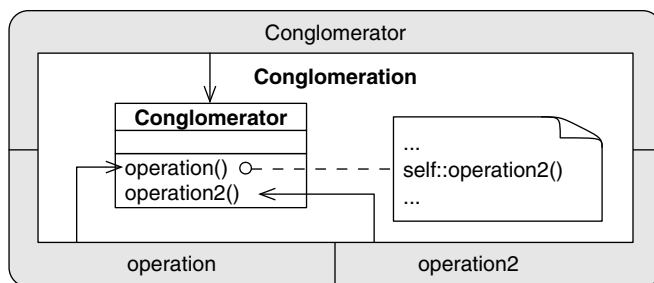 Conglomerator
Conglomeration
Conglomerator
operation()
operation2()
...
self::operation2()
...
operation
operation2